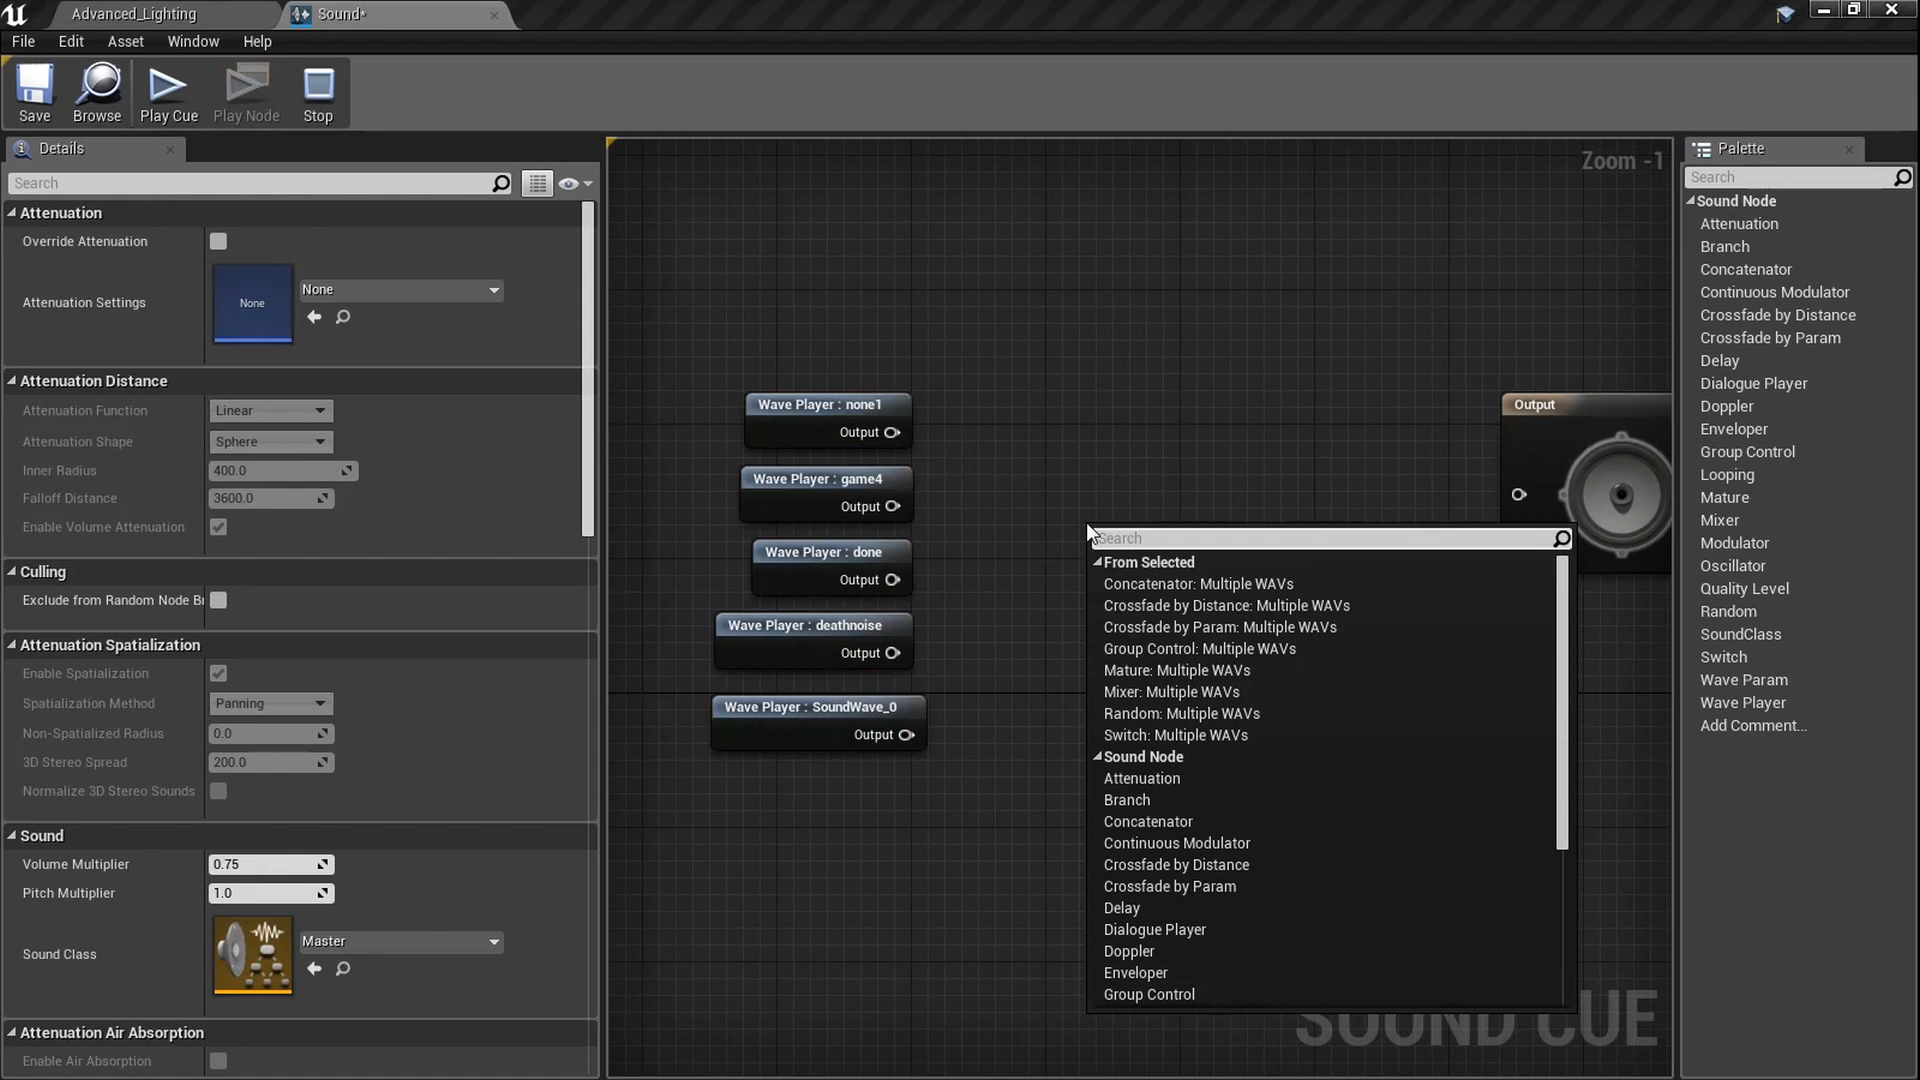 Advanced_Lighting
Sound*
File Edit Asset Window Help
Save Browse Play Cue Play Node Stop
Details
Search
Attenuation
Override Attenuation
Attenuation Settings
None
None
Attenuation Distance
Attenuation Function Linear
Attenuation Shape Sphere
Inner Radius 400.0
Falloff Distance 3600.0
Enable Volume Attenuation
Culling
Exclude from Random Node Br
Attenuation Spatialization
Enable Spatialization
Spatialization Method Panning
Non-Spatialized Radius 0.0
3D Stereo Spread 200.0
Normalize 3D Stereo Sounds
Sound
Volume Multiplier 0.75
Pitch Multiplier 1.0
Sound Class Master
Attenuation Air Absorption
Enable Air Absorption
Zoom -1
Wave Player : none1
Output
Wave Player : game4
Output
Wave Player : done
Output
Wave Player : deathnoise
Output
Wave Player : SoundWave_0
Output
Output
Search
From Selected
Concatenator: Multiple WAVs
Crossfade by Distance: Multiple WAVs
Crossfade by Param: Multiple WAVs
Group Control: Multiple WAVs
Mature: Multiple WAVs
Mixer: Multiple WAVs
Random: Multiple WAVs
Switch: Multiple WAVs
Sound Node
Attenuation
Branch
Concatenator
Continuous Modulator
Crossfade by Distance
Crossfade by Param
Delay
Dialogue Player
Doppler
Enveloper
Group Control
SOUND CUE
Palette
Search
Sound Node
Attenuation
Branch
Concatenator
Continuous Modulator
Crossfade by Distance
Crossfade by Param
Delay
Dialogue Player
Doppler
Enveloper
Group Control
Looping
Mature
Mixer
Modulator
Oscillator
Quality Level
Random
SoundClass
Switch
Wave Param
Wave Player
Add Comment...